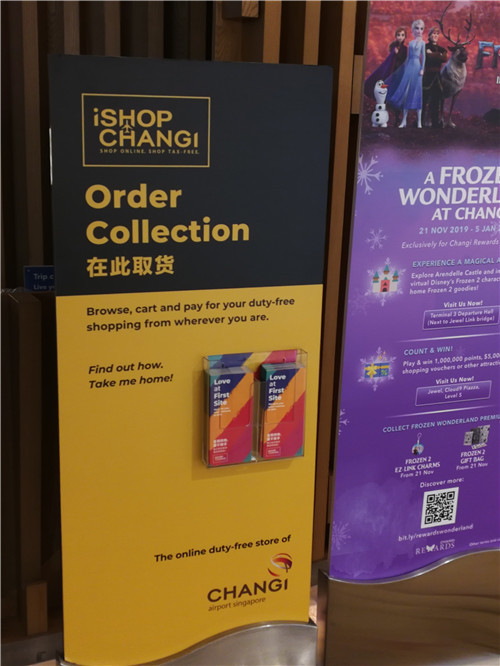 iSHOP
CHANGI
SHOP ONLINE. SHOP TAX-FREE.
Order
Collection
在此取货
Browse, cart and pay for your duty-free
shopping from wherever you are.
Find out how.
Take me home!
Love
at
First
Site
Love
at
First
Site
The online duty-free store of
CHANGI
airport singapore
A FROZE
WONDERL
AT CHANG
21 NOV 2019 - 5 JAN
Exclusively for Changi Rewards
EXPERIENCE A MAGICAL A
Explore Arendelle Castle and
virtual Disney's Frozen 2 charac
home Frozen 2 goodies!
Visit Us Now!
Terminal 3 Departure Hall
(Next to Jewel Link bridge)
COUNT & WIN!
Play & win 1,000,000 points, $5,00
shopping vouchers or other attracti
Visit Us Now!
Jewel, Cloud9 Piazza,
Level 5
COLLECT FROZEN WONDERLAND PREMIU
FROZEN 2
EZ-LINK CHARMS
From 21 Nov
FROZEN 2
GIFT BAG
From 21 Nov
Discover more:
bit.ly/rewardswonderland
CHANGI
REWARDS